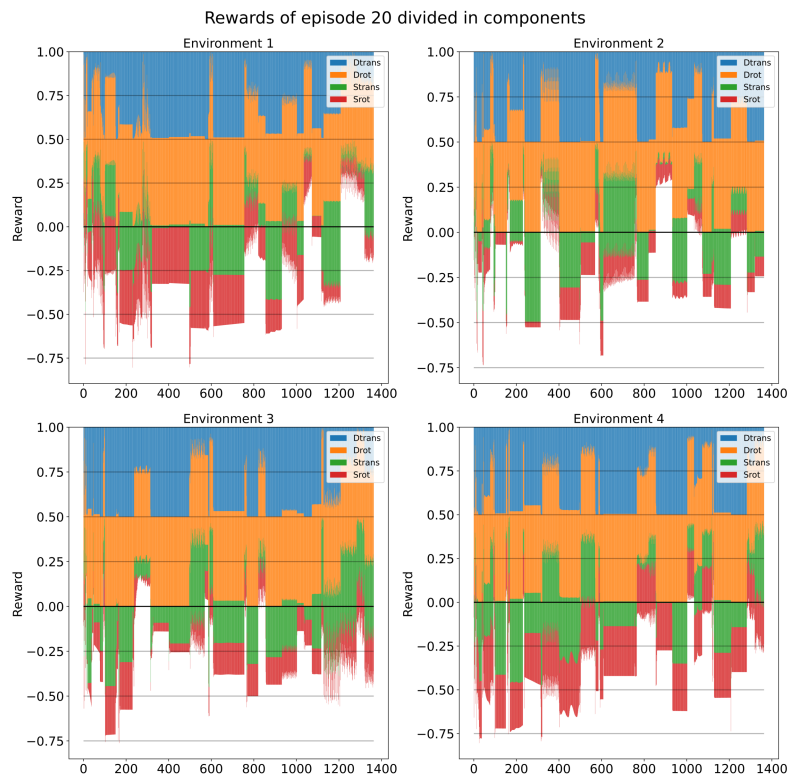 Rewards of episode 20 divided in components
Environment 1
1.00
0.75
0.50
0.25
0.00
−0.25
−0.50
−0.75
Reward
0 200 400 600 800 1000 1200 1400
Dtrans
Drot
Strans
Srot
Environment 2
1.00
0.75
0.50
0.25
0.00
−0.25
−0.50
−0.75
Reward
0 200 400 600 800 1000 1200 1400
Dtrans
Drot
Strans
Srot
Environment 3
1.00
0.75
0.50
0.25
0.00
−0.25
−0.50
−0.75
Reward
0 200 400 600 800 1000 1200 1400
Dtrans
Drot
Strans
Srot
Environment 4
1.00
0.75
0.50
0.25
0.00
−0.25
−0.50
−0.75
Reward
0 200 400 600 800 1000 1200 1400
Dtrans
Drot
Strans
Srot